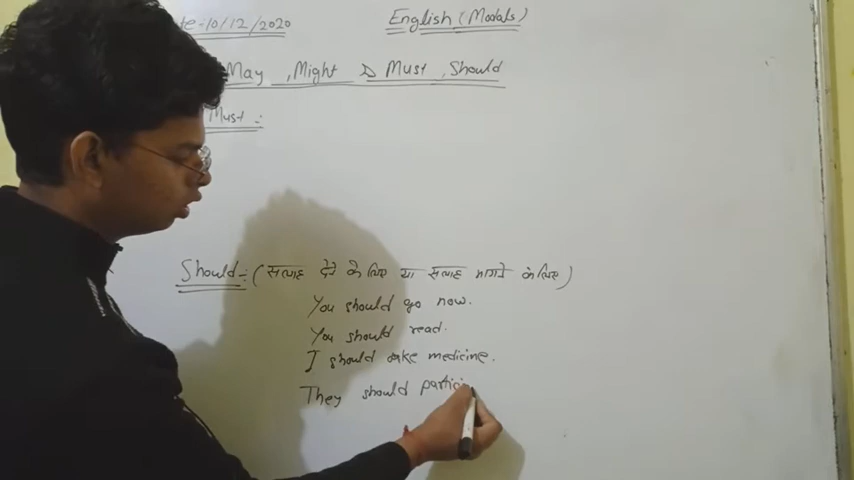 te-10/12/2020
English (Modals)
May, Might & Must, Should
Must :
Should :- ( सलाह देने के लिए या सलाह मांगने के लिए )
You should go now.
You should read.
I should take medicine.
They should partici